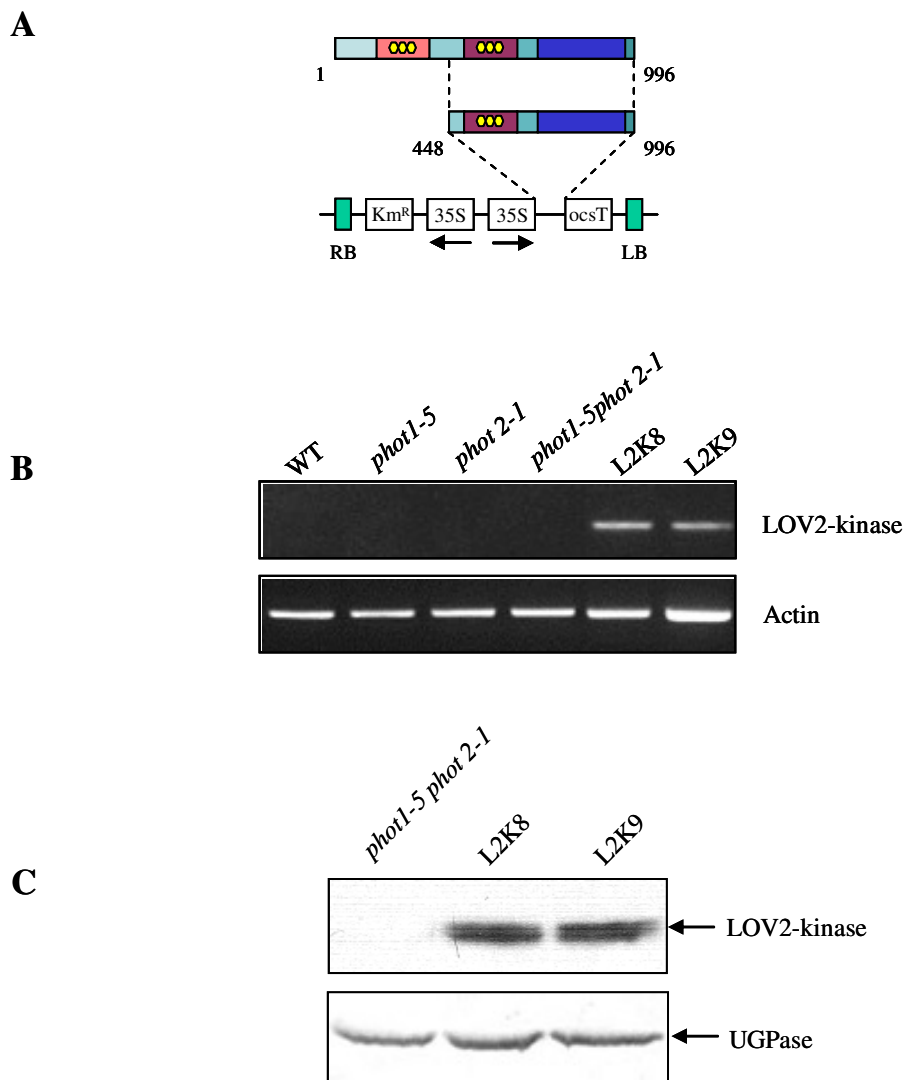 A
1
996
448
996
KmR
35S
35S
ocsT
RB
LB
B
WT
phot1-5
phot 2-1
phot1-5phot 2-1
L2K8
L2K9
LOV2-kinase
Actin
C
phot1-5 phot 2-1
L2K8
L2K9
LOV2-kinase
UGPase